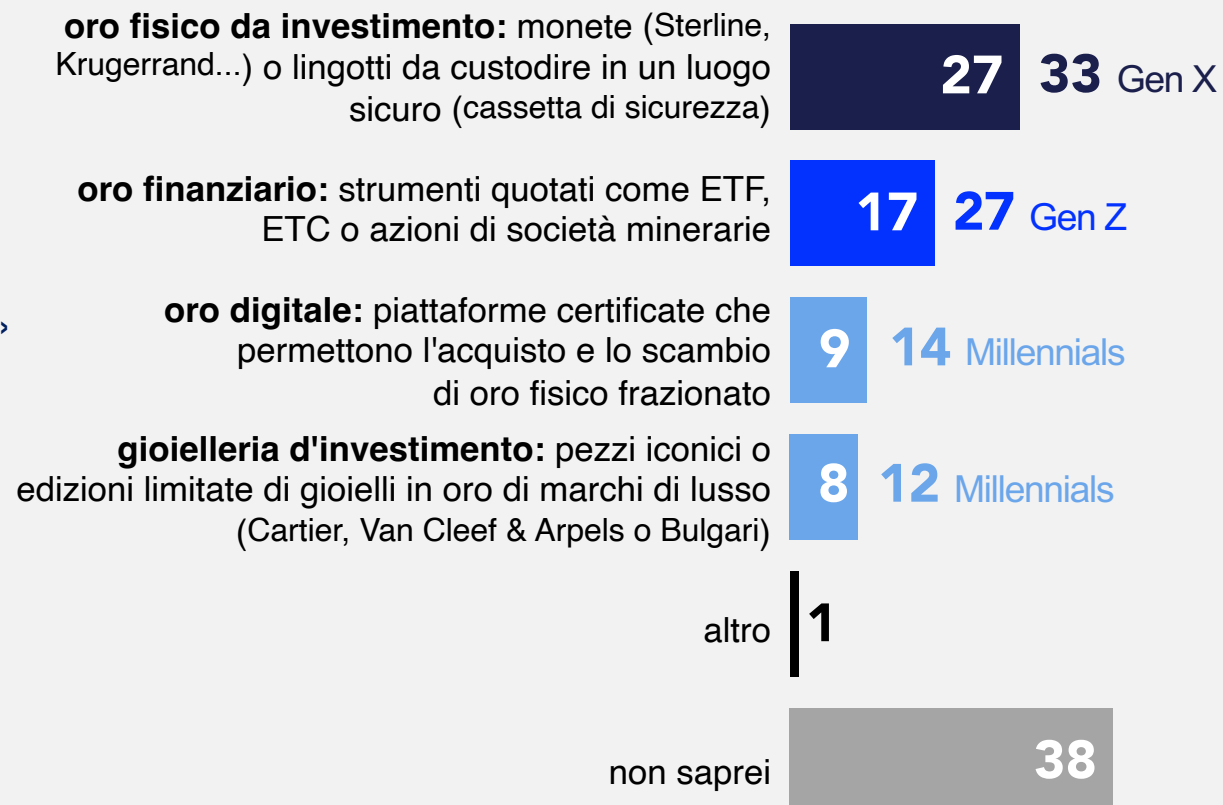 oro fisico da investimento: monete (Sterline,
Krugerrand...) o lingotti da custodire in un luogo
sicuro (cassetta di sicurezza)
27 33 Gen X
oro finanziario: strumenti quotati come ETF,
ETC o azioni di società minerarie
17 27 Gen Z
›
oro digitale: piattaforme certificate che
permettono l'acquisto e lo scambio
di oro fisico frazionato
9 14 Millennials
gioielleria d'investimento: pezzi iconici o
edizioni limitate di gioielli in oro di marchi di lusso
(Cartier, Van Cleef & Arpels o Bulgari)
8 12 Millennials
altro 1
non saprei 38